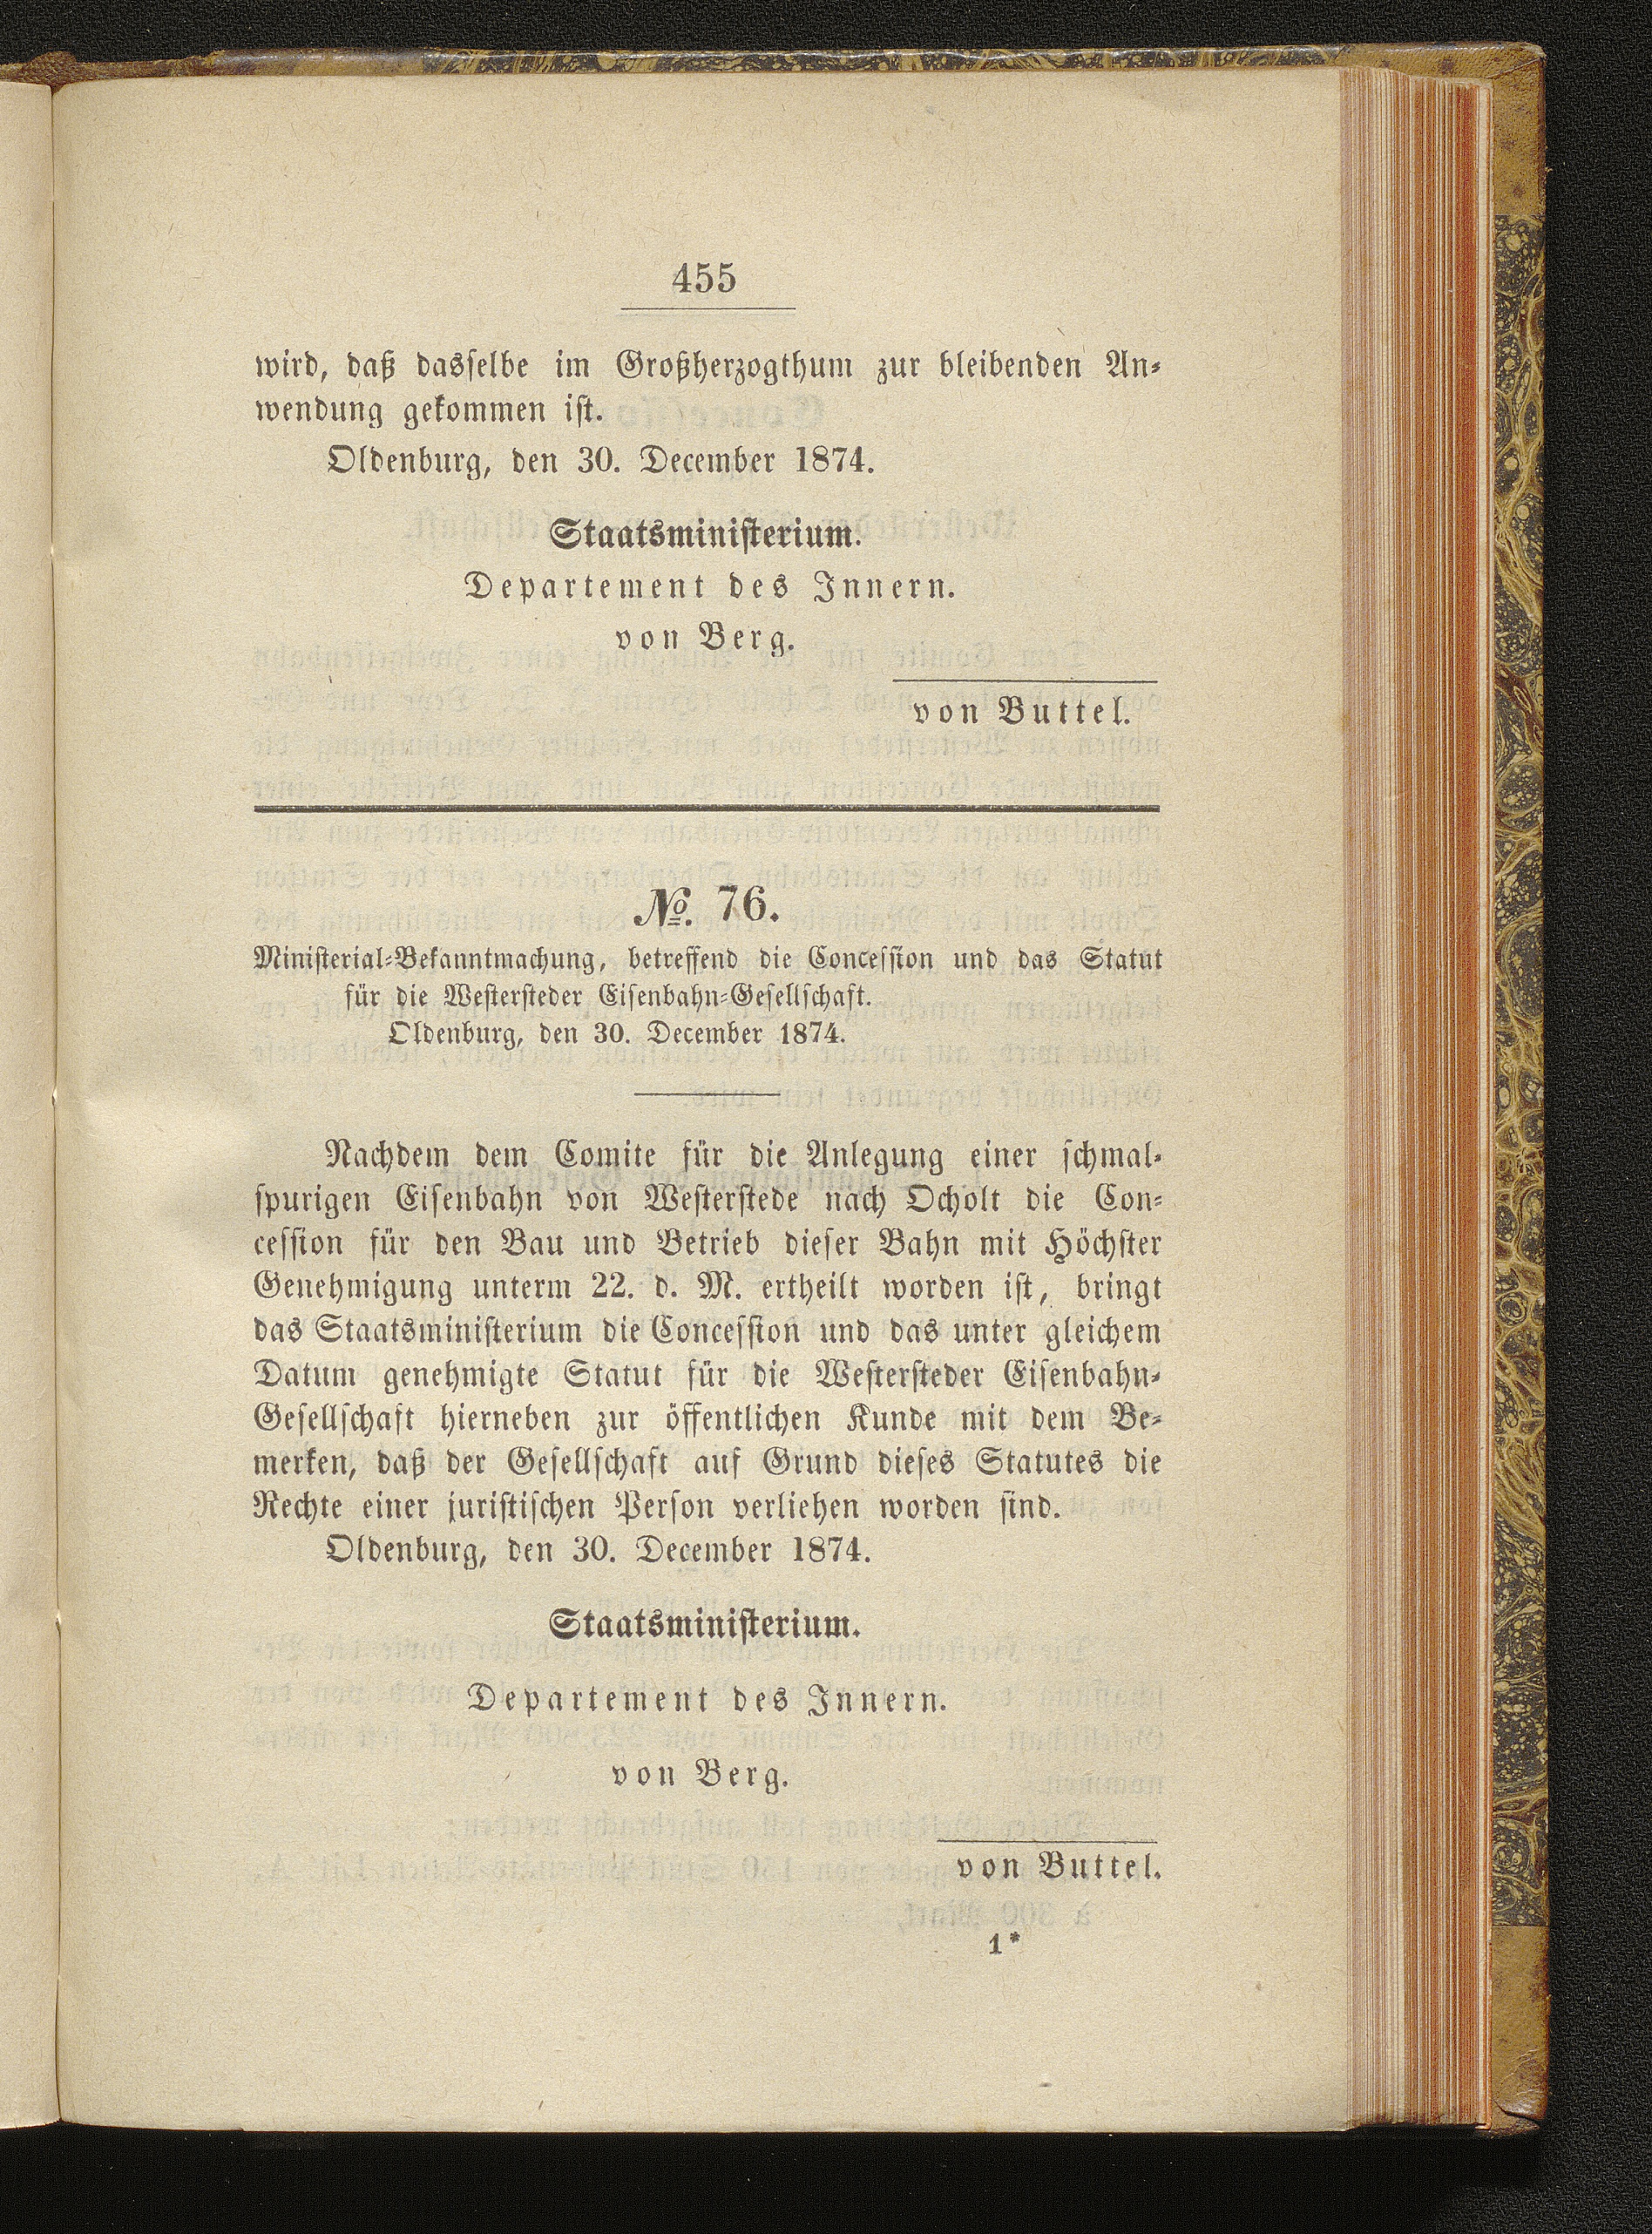 455
wird, daß dasselbe im Großherzogthum zur bleibenden An-
wendung gekommen ist.
Oldenburg, den 30. December 1874.
Staatsministerium.
Departement des Innern.
von Berg.
von Buttel.
№. 76.
Ministerial-Bekanntmachung, betreffend die Concession und das Statut
für die Westersteder Eisenbahn-Gesellschaft.
Oldenburg, den 30. December 1874.
Nachdem dem Comite für die Anlegung einer schmal-
spurigen Eisenbahn von Westerstede nach Ocholt die Con-
cession für den Bau und Betrieb dieser Bahn mit Höchster
Genehmigung unterm 22. d. M. ertheilt worden ist, bringt
das Staatsministerium die Concession und das unter gleichem
Datum genehmigte Statut für die Westersteder Eisenbahn-
Gesellschaft hierneben zur öffentlichen Kunde mit dem Be-
merken, daß der Gesellschaft auf Grund dieses Statutes die
Rechte einer juristischen Person verliehen worden sind.
Oldenburg, den 30. December 1874.
Staatsministerium.
Departement des Innern.
von Berg.
von Buttel.
1*